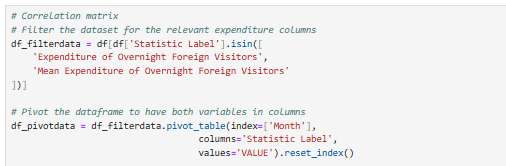 # Correlation matrix
# Filter the dataset for the relevant expenditure columns
df_filterdata = df[df['Statistic Label'].isin([
    'Expenditure of Overnight Foreign Visitors',
    'Mean Expenditure of Overnight Foreign Visitors'
])]

# Pivot the dataframe to have both variables in columns
df_pivotdata = df_filterdata.pivot_table(index=['Month'],
                                columns='Statistic Label',
                                values='VALUE').reset_index()